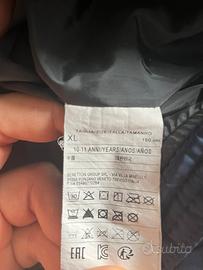 TAGLIA/SIZE/TALLA/TAMANHO
XL 160 cm
10-11 ANNI/YEARS/ANOS/AÑOS
BENETTON GROUP SRL - VIA VILLA MINELLI 1
31050 PONZANO VENETO TREVISO ITALIA
EAC
subito